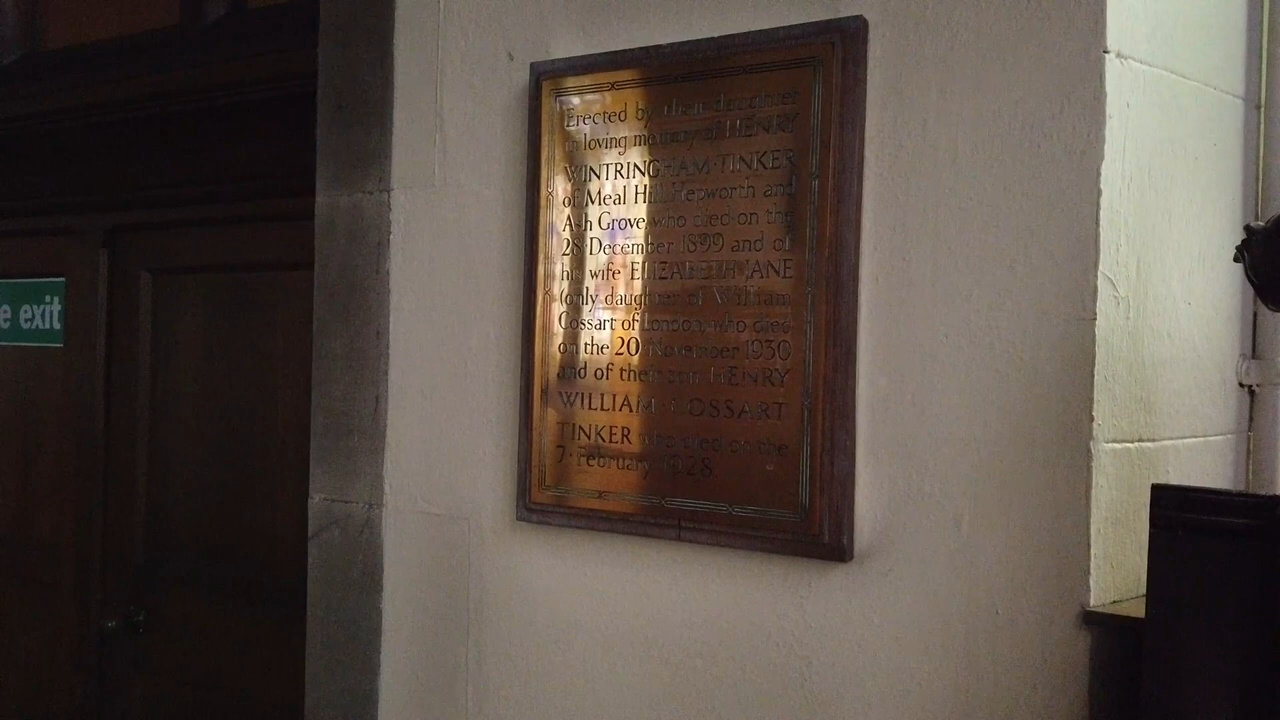 e exit
Erected by their daughter
in loving memory of HENRY
WINTRINGHAM·TINKER
of Meal Hill Hepworth and
Ash Grove, who died on the
28·December 1899 and of
his wife ELIZABETH JANE
(only daughter of William
Cossart of London, who died
on the 20 November 1930
and of their son HENRY
WILLIAM·COSSART
TINKER who died on the
7·February 1928